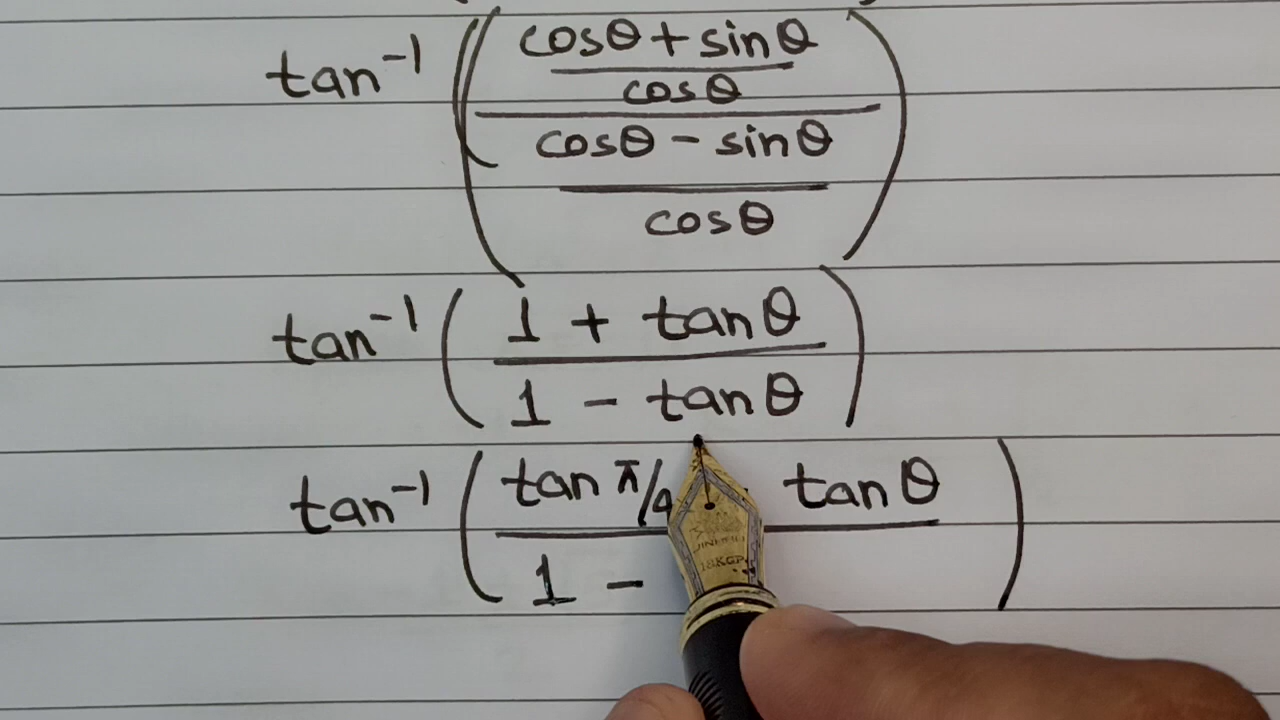 tan⁻¹ ( (cosθ + sinθ / cosθ) / (cosθ - sinθ / cosθ) )
tan⁻¹ ( 1 + tanθ / 1 - tanθ )
tan⁻¹ ( tan π/4 tanθ / 1 - )
18KGP